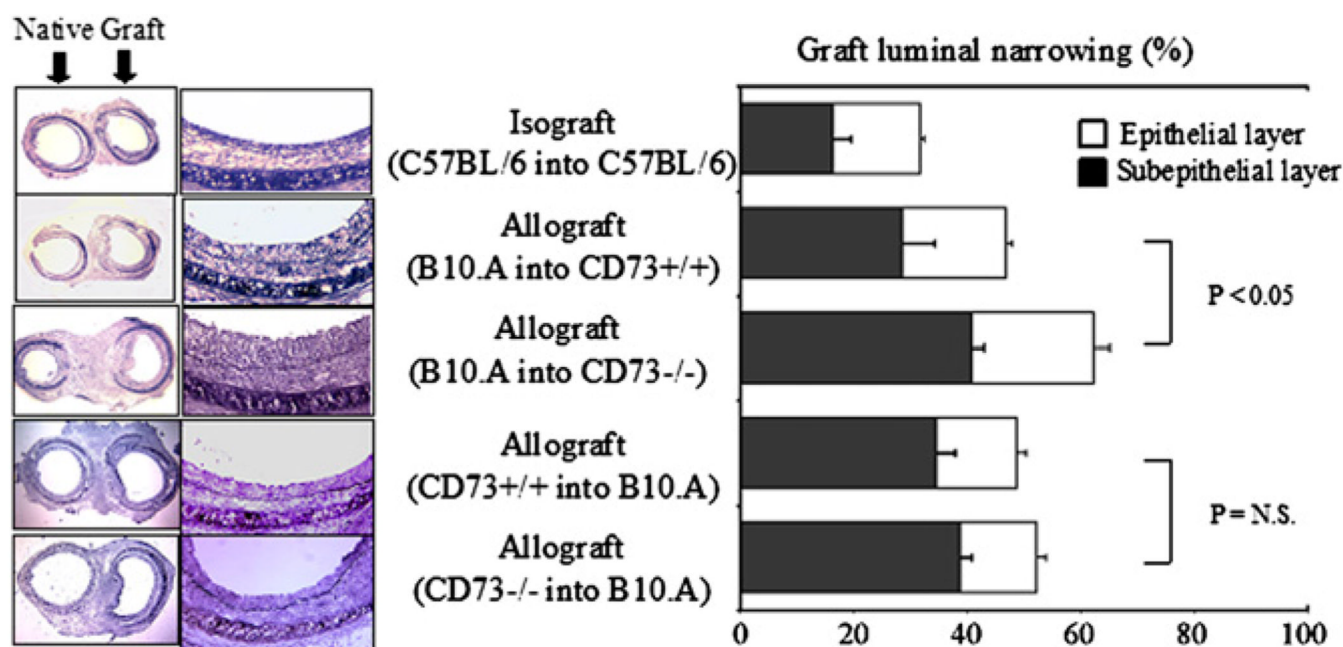 Native Graft
Graft luminal narrowing (%)
Isograft
(C57BL/6 into C57BL/6)
Allograft
(B10.A into CD73+/+)
Allograft
(B10.A into CD73-/-)
Allograft
(CD73+/+ into B10.A)
Allograft
(CD73-/- into B10.A)
Epithelial layer
Subepithelial layer
P < 0.05
P = N.S.
0 20 40 60 80 100